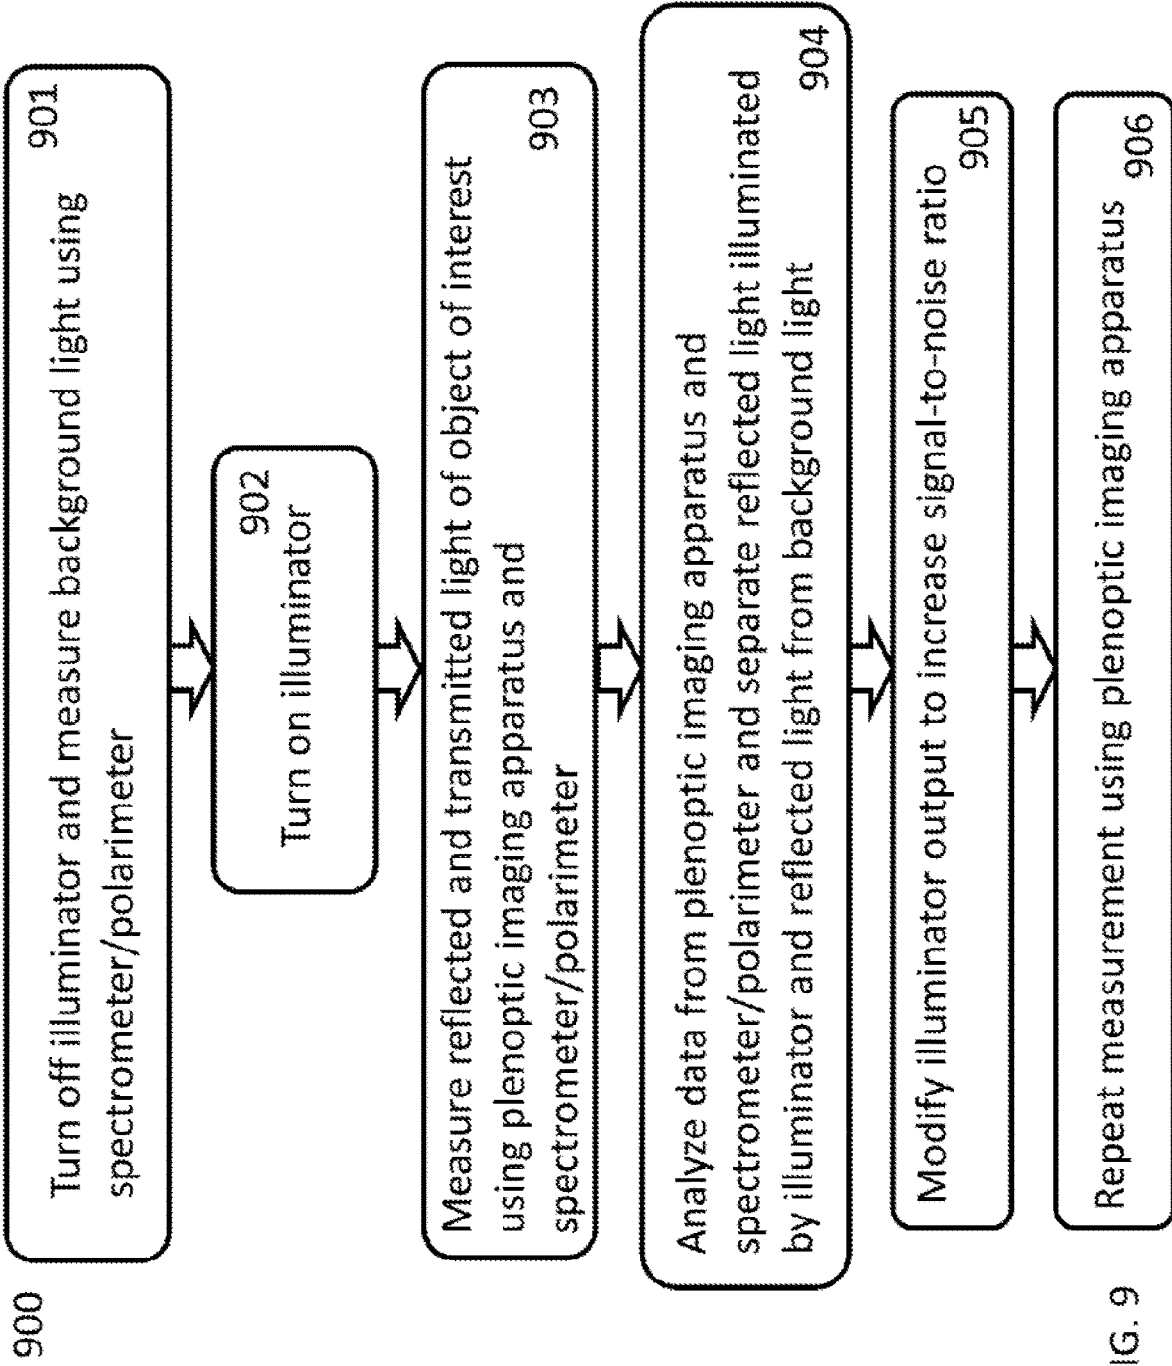 900
901
Turn off illuminator and measure background light using
spectrometer/polarimeter
902
Turn on illuminator
Measure reflected and transmitted light of object of interest
using plenoptic imaging apparatus and
903
spectrometer/polarimeter
Analyze data from plenoptic imaging apparatus and
spectrometer/polarimeter and separate reflected light illuminated
by illuminator and reflected light from background light
904
Modify illuminator output to increase signal-to-noise ratio
905
Repeat measurement using plenoptic imaging apparatus
906
IG. 9